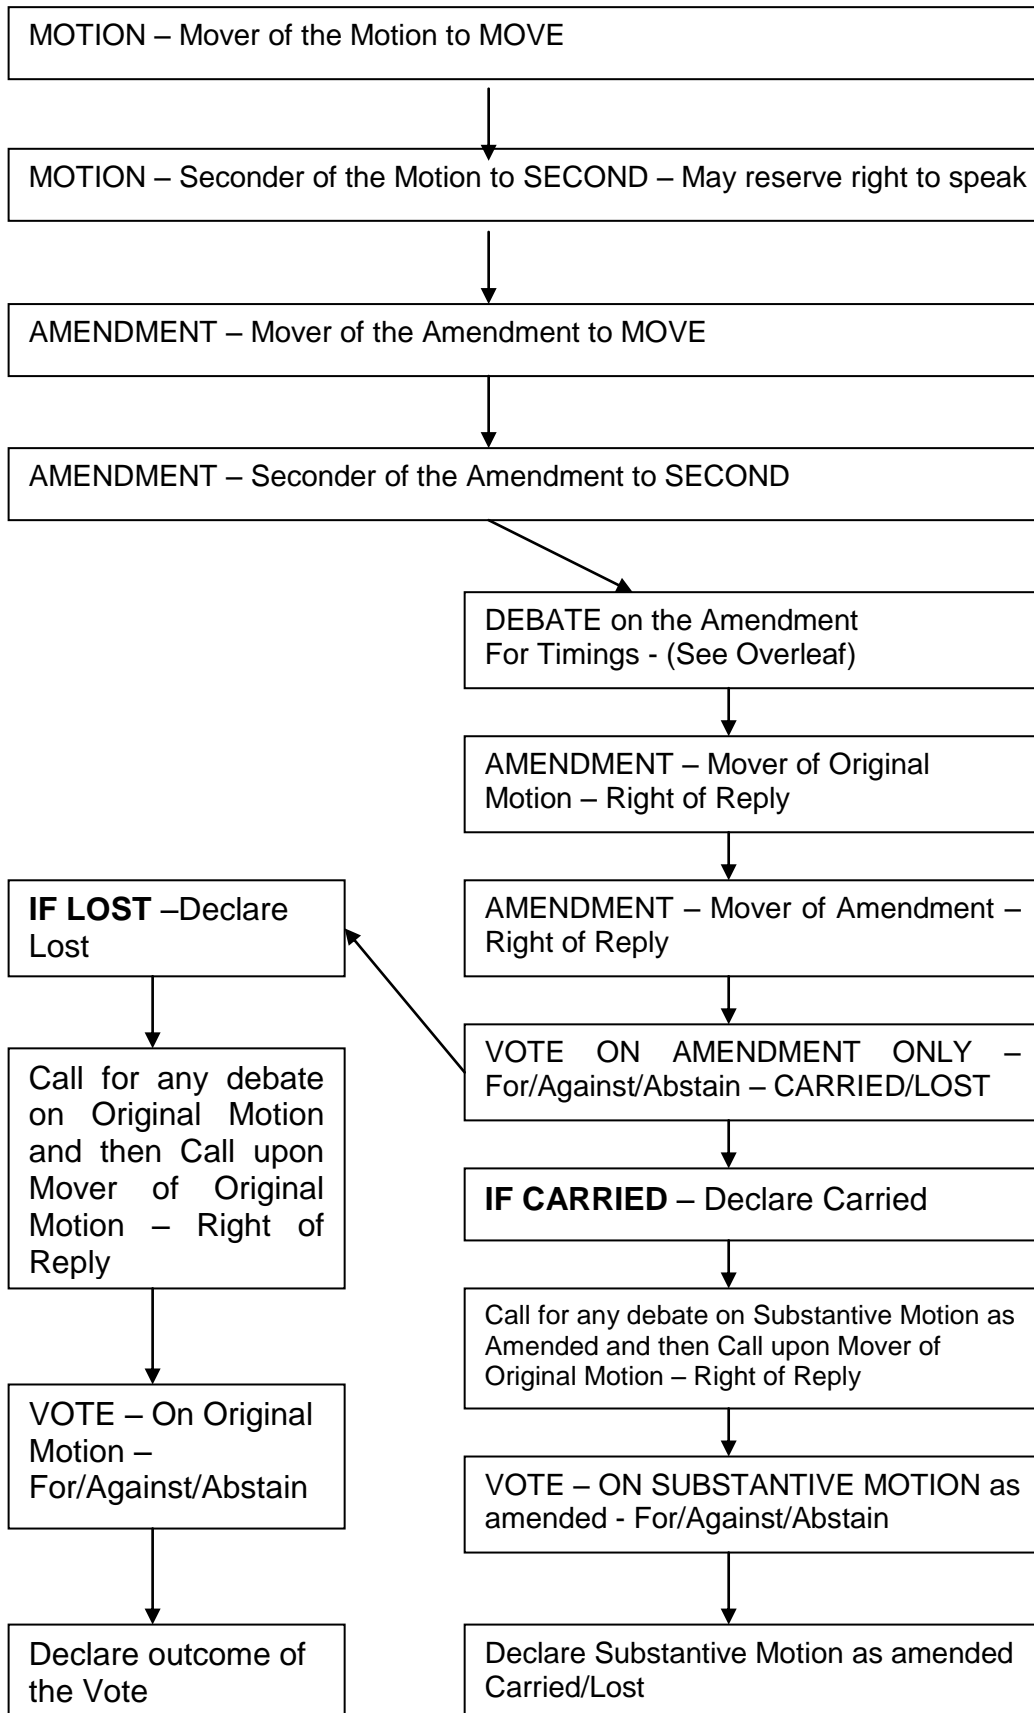 MOTION – Mover of the Motion to MOVE
MOTION – Seconder of the Motion to SECOND – May reserve right to speak
AMENDMENT – Mover of the Amendment to MOVE
AMENDMENT – Seconder of the Amendment to SECOND
DEBATE on the Amendment
For Timings - (See Overleaf)
AMENDMENT – Mover of Original
Motion – Right of Reply
AMENDMENT – Mover of Amendment –
Right of Reply
VOTE ON AMENDMENT ONLY –
For/Against/Abstain – CARRIED/LOST
IF LOST –Declare
Lost
Call for any debate
on Original Motion
and then Call upon
Mover of Original
Motion – Right of
Reply
VOTE – On Original
Motion –
For/Against/Abstain
Declare outcome of
the Vote
IF CARRIED – Declare Carried
Call for any debate on Substantive Motion as
Amended and then Call upon Mover of
Original Motion – Right of Reply
VOTE – ON SUBSTANTIVE MOTION as
amended - For/Against/Abstain
Declare Substantive Motion as amended
Carried/Lost